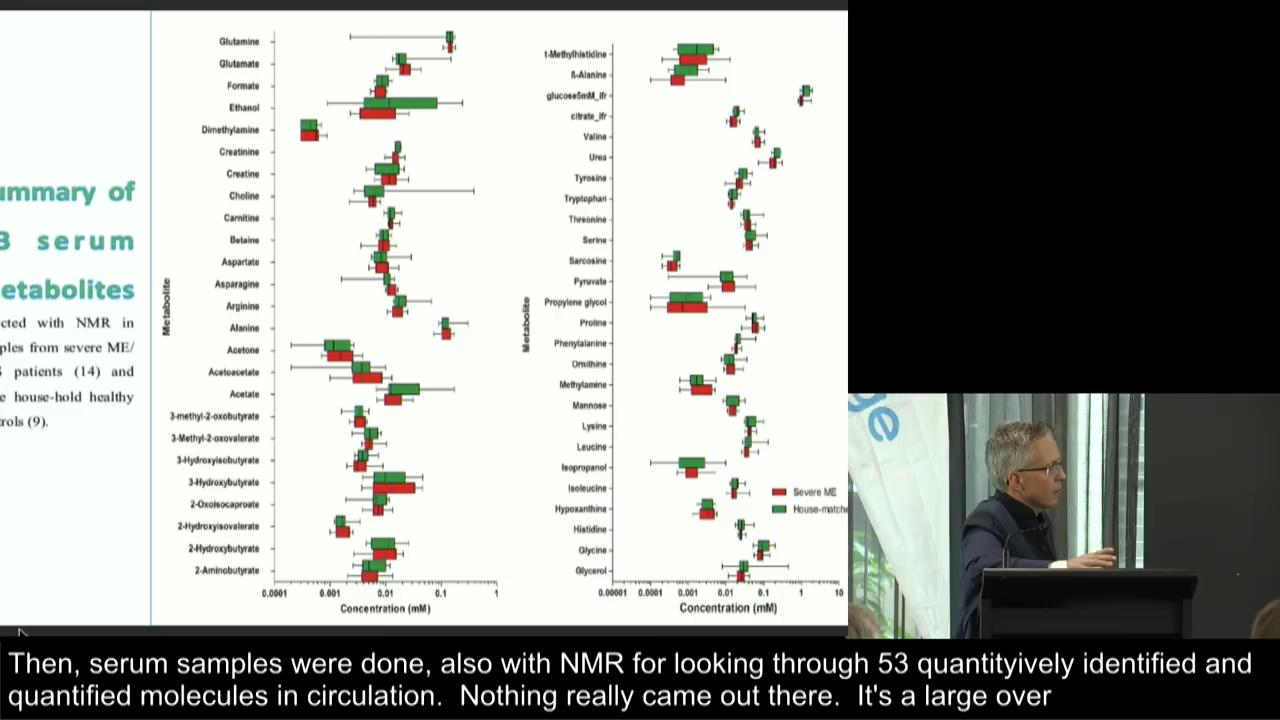 ummary of
3 serum
etabolites
cted with NMR in
ples from severe ME/
S patients (14) and
e house-hold healthy
rols (9).
Metabolite
Glutamine
Glutamate
Formate
Ethanol
Dimethylamine
Creatinine
Creatine
Choline
Carnitine
Betaine
Aspartate
Asparagine
Arginine
Alanine
Acetone
Acetoacetate
Acetate
3-methyl-2-oxobutyrate
3-Methyl-2-oxovalerate
3-Hydroxyisobutyrate
3-Hydroxybutyrate
2-Oxoisocaproate
2-Hydroxyisovalerate
2-Hydroxybutyrate
2-Aminobutyrate
0.0001 0.001 0.01 0.1 1
Concentration (mM)
Metabolite
t-Methylhistidine
ß-Alanine
glucose5mM_ifr
citrate_ifr
Valine
Urea
Tyrosine
Tryptophan
Threonine
Serine
Sarcosine
Pyruvate
Propylene glycol
Proline
Phenylalanine
Ornithine
Methylamine
Mannose
Lysine
Leucine
Isopropanol
Isoleucine
Hypoxanthine
Histidine
Glycine
Glycerol
0.00001 0.0001 0.001 0.01 0.1 1 10
Concentration (mM)
Severe ME
House-matche
ge
Then, serum samples were done, also with NMR for looking through 53 quantityively identified and
quantified molecules in circulation.  Nothing really came out there.  It's a large over